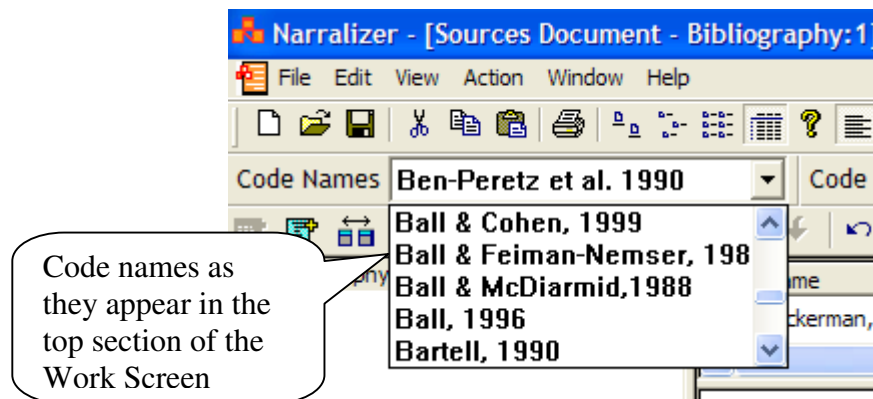 Narralizer - [Sources Document - Bibliography:1]
File Edit View Action Window Help
Code Names Ben-Peretz et al. 1990 Code
Ball & Cohen, 1999
Ball & Feiman-Nemser, 198
Ball & McDiarmid,1988
Ball, 1996
Bartell, 1990
Code names as
they appear in the
top section of the
Work Screen